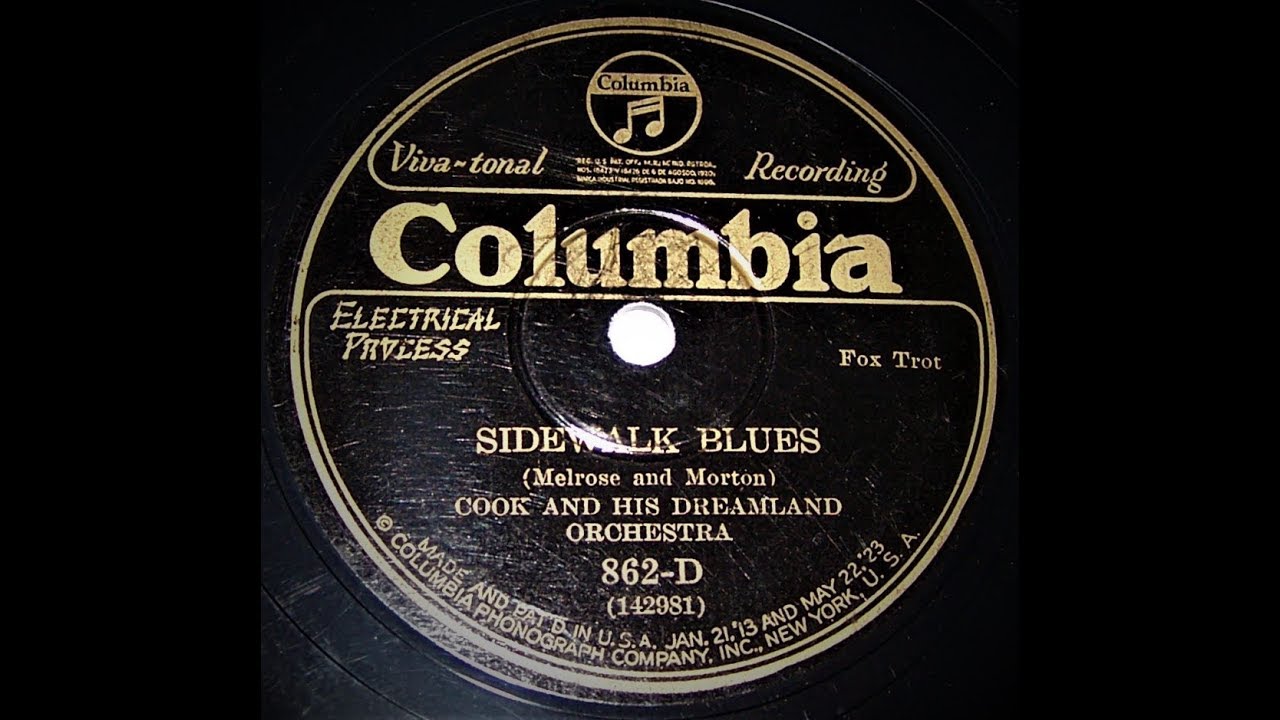 Columbia
Viva-tonal
Recording
Columbia
ELECTRICAL
PROCESS
Fox Trot
SIDEWALK BLUES
(Melrose and Morton)
COOK AND HIS DREAMLAND
ORCHESTRA
862-D
(142981)
MADE AND PAT'D. IN U.S.A. JAN. 21,'13 AND MAY 22,'23
© COLUMBIA PHONOGRAPH COMPANY, INC., NEW YORK, U. S. A.